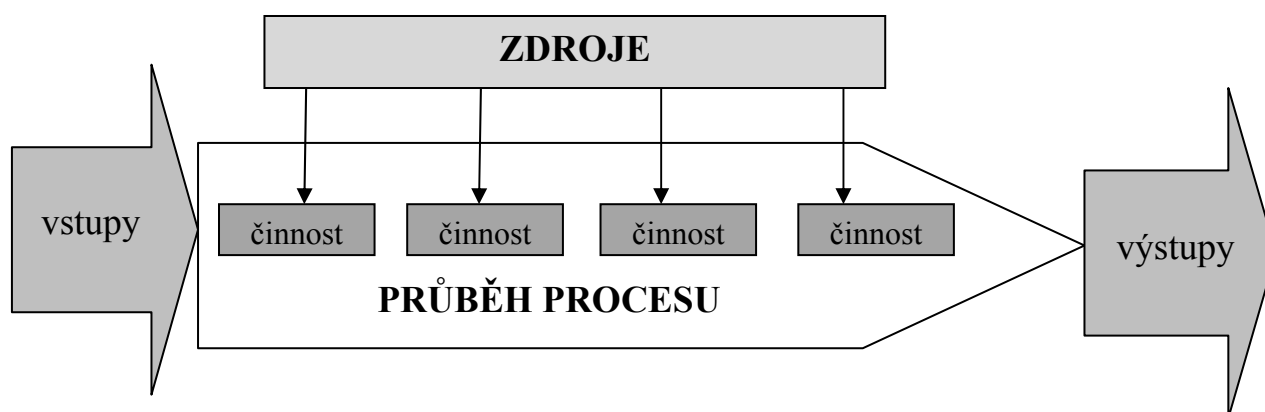 ZDROJE
vstupy
činnost
činnost
činnost
činnost
výstupy
PRŮBĚH PROCESU